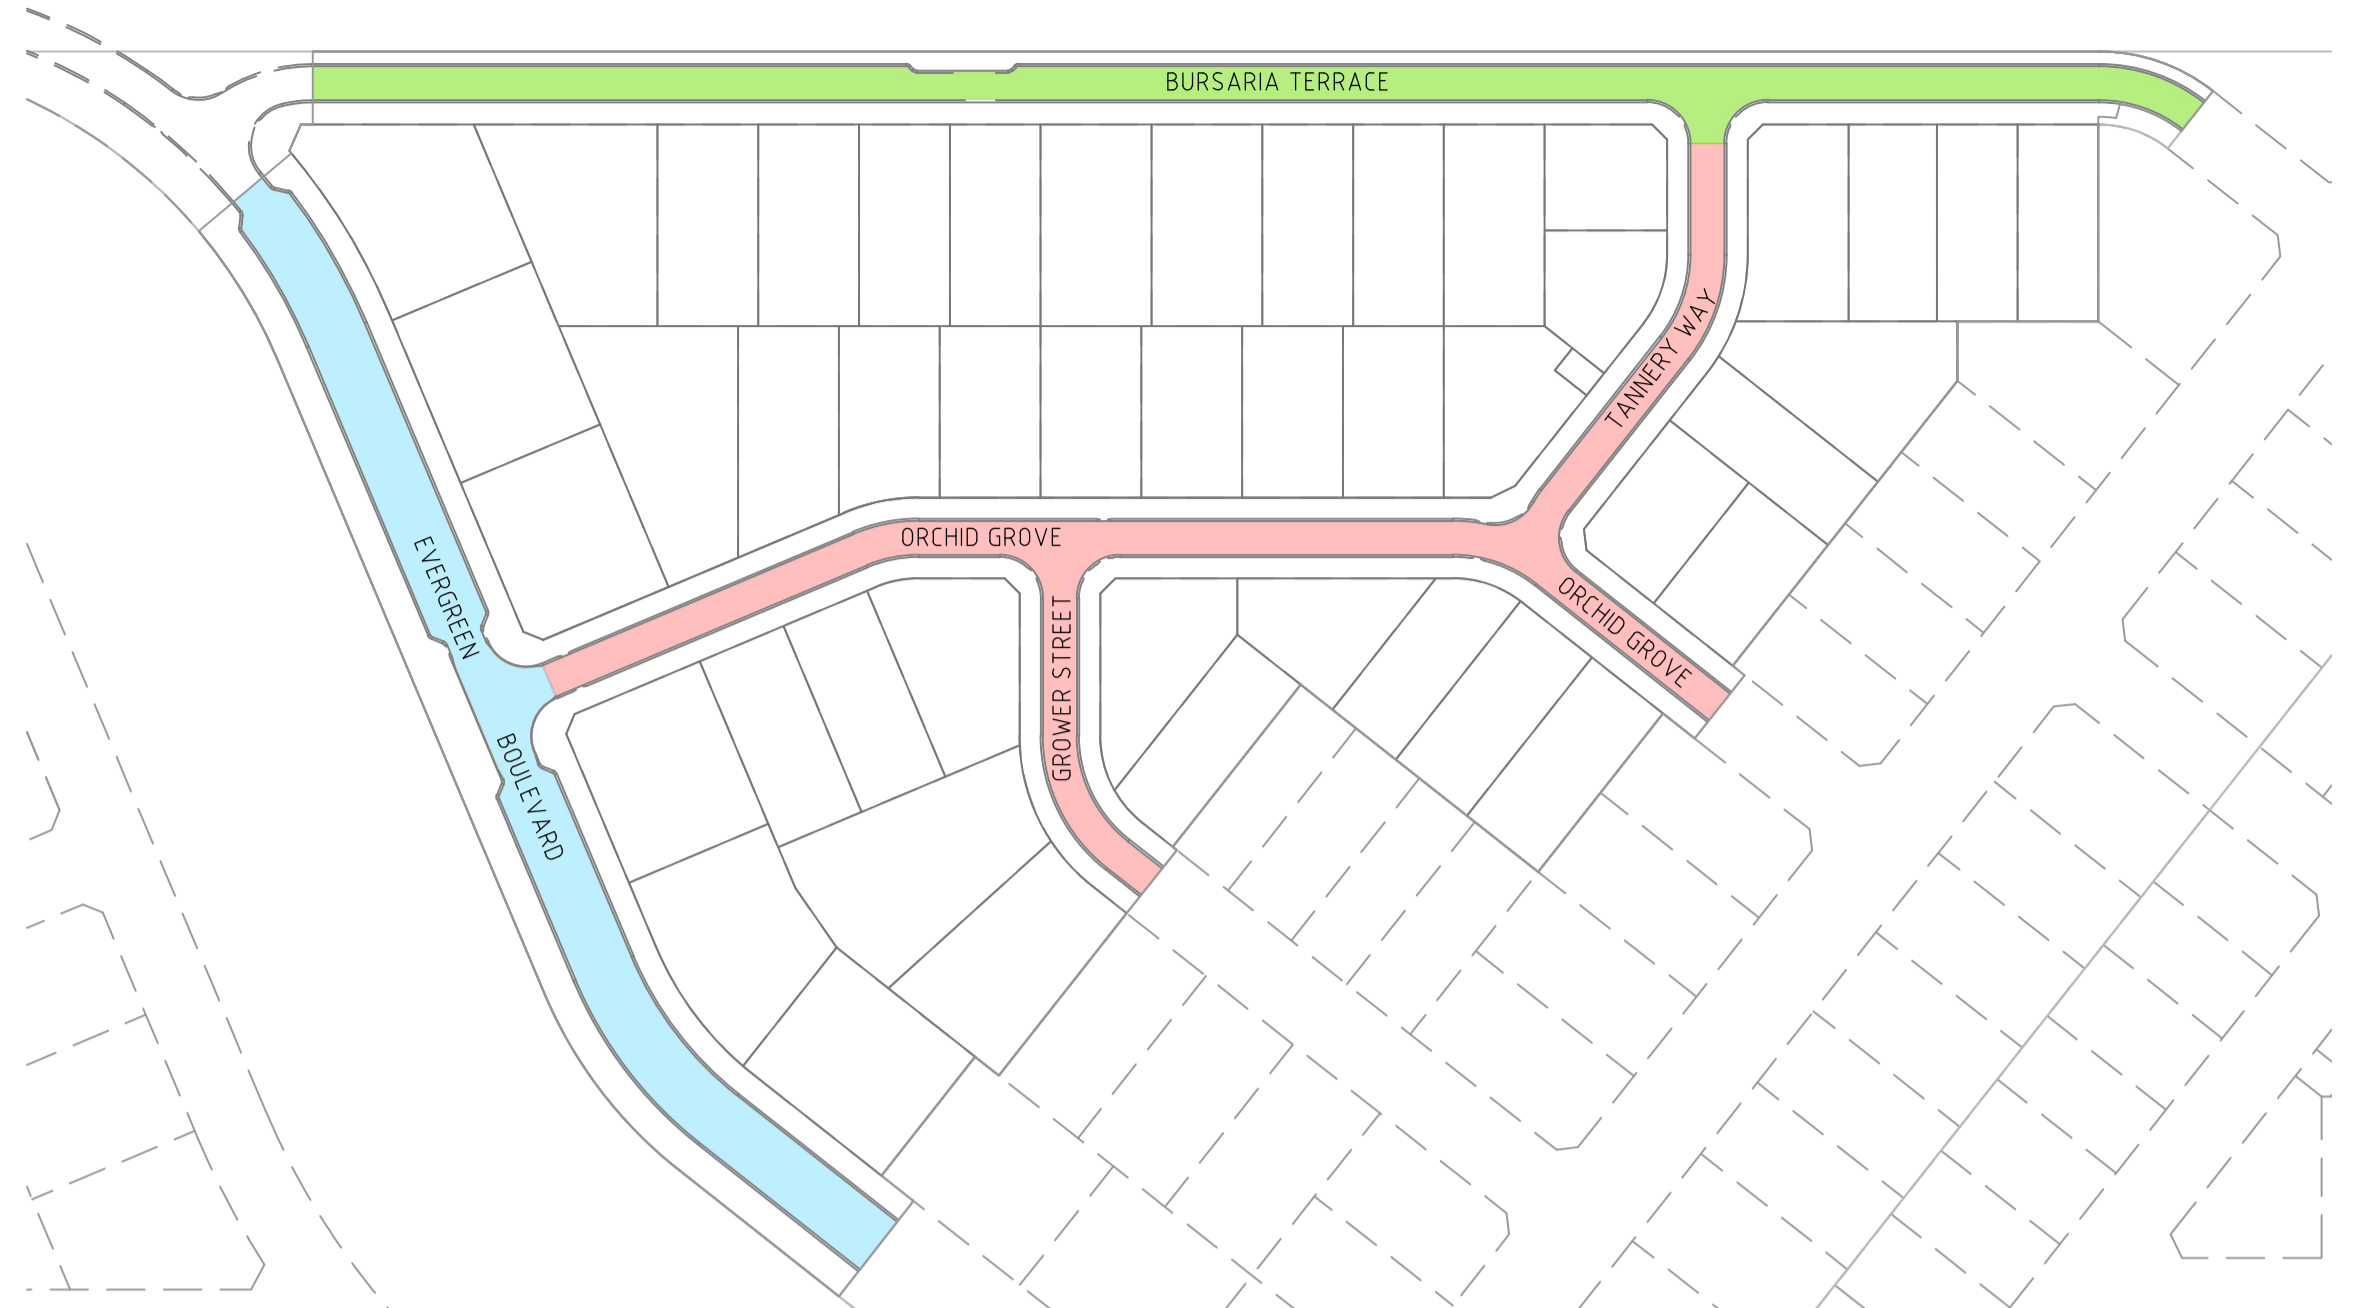 BURSARIA TERRACE
TANNERY WAY
ORCHID GROVE
EVERGREEN
BOULEVARD
GROWER STREET
ORCHID GROVE